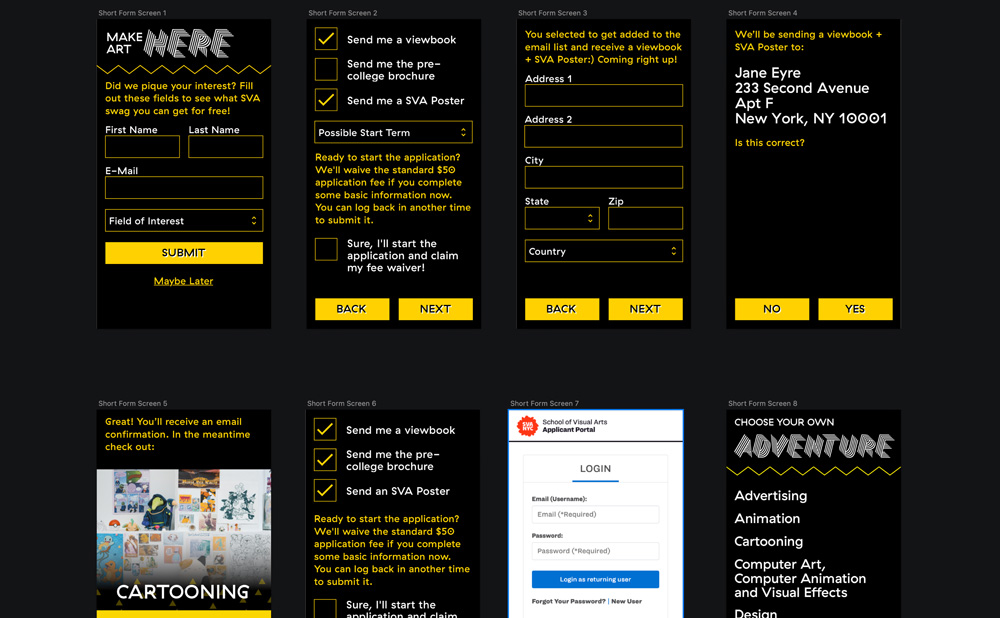 Short Form Screen 1
MAKE
ART HERE
Did we pique your interest? Fill
out these fields to see what SVA
swag you can get for free!
First Name
Last Name
E-Mail
Field of Interest
SUBMIT
Maybe Later
Short Form Screen 2
Send me a viewbook
Send me the pre-
college brochure
Send me a SVA Poster
Possible Start Term
Ready to start the application?
We'll waive the standard $50
application fee if you complete
some basic information now.
You can log back in another time
to submit it.
Sure, I'll start the
application and claim
my fee waiver!
BACK
NEXT
Short Form Screen 3
You selected to get added to the
email list and receive a viewbook
+ SVA Poster:) Coming right up!
Address 1
Address 2
City
State
Zip
Country
BACK
NEXT
Short Form Screen 4
We'll be sending a viewbook +
SVA Poster to:
Jane Eyre
233 Second Avenue
Apt F
New York, NY 10001
Is this correct?
NO
YES
Short Form Screen 5
Great! You'll receive an email
confirmation. In the meantime
check out:
CARTOONING
Short Form Screen 6
Send me a viewbook
Send me the pre-
college brochure
Send an SVA Poster
Ready to start the application?
We'll waive the standard $50
application fee if you complete
some basic information now.
You can log back in another time
to submit it.
Sure, I'll start the
application and claim
Short Form Screen 7
SVA
NYC
School of Visual Arts
Applicant Portal
LOGIN
Email (Username):
Email (*Required)
Password:
Password (*Required)
Login as returning user
Forgot Your Password? | New User
Short Form Screen 8
CHOOSE YOUR OWN
ADVENTURE
Advertising
Animation
Cartooning
Computer Art,
Computer Animation
and Visual Effects
Design